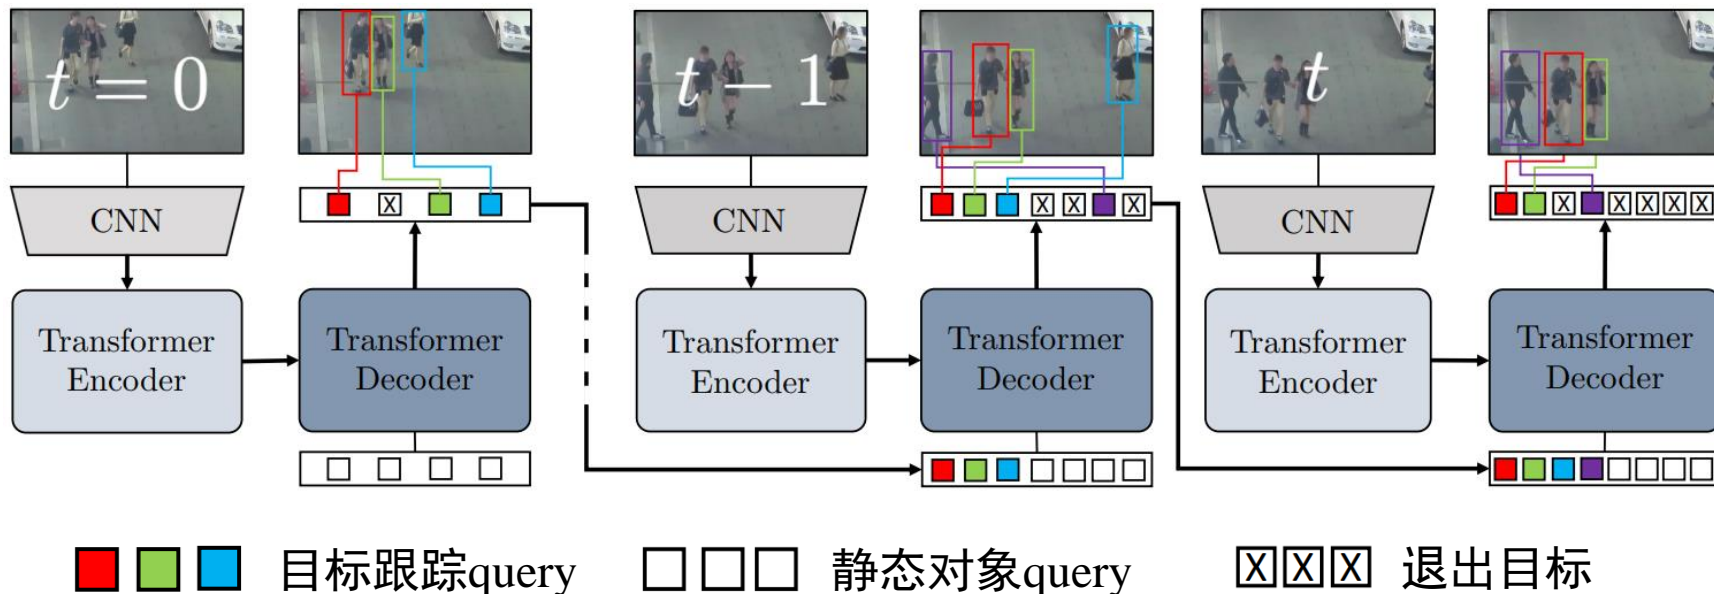 t = 0
t − 1
t
X
X X X
X X X X X
CNN
CNN
CNN
Transformer
Encoder
Transformer
Decoder
Transformer
Encoder
Transformer
Decoder
Transformer
Encoder
Transformer
Decoder
目标跟踪query
静态对象query
X X X 退出目标